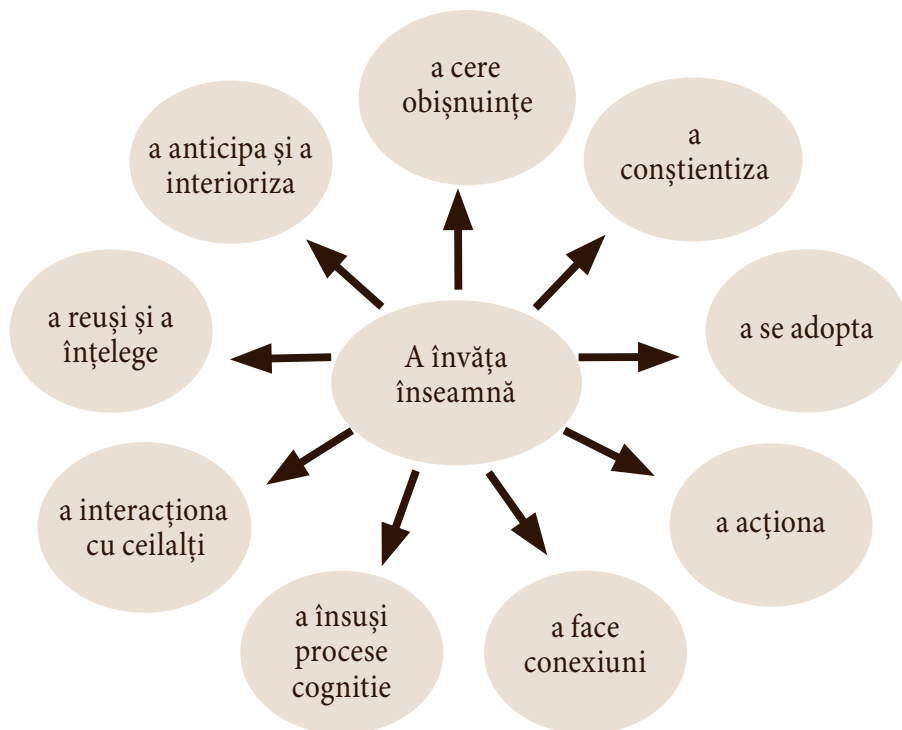 a cere
obișnuințe
a
conștientiza
a anticipa și a
interioriza
a reuși și a
înțelege
a se adopta
A învăța
înseamnă
a interacționa
cu ceilalți
a acționa
a însuși
procese
cognitie
a face
conexiuni